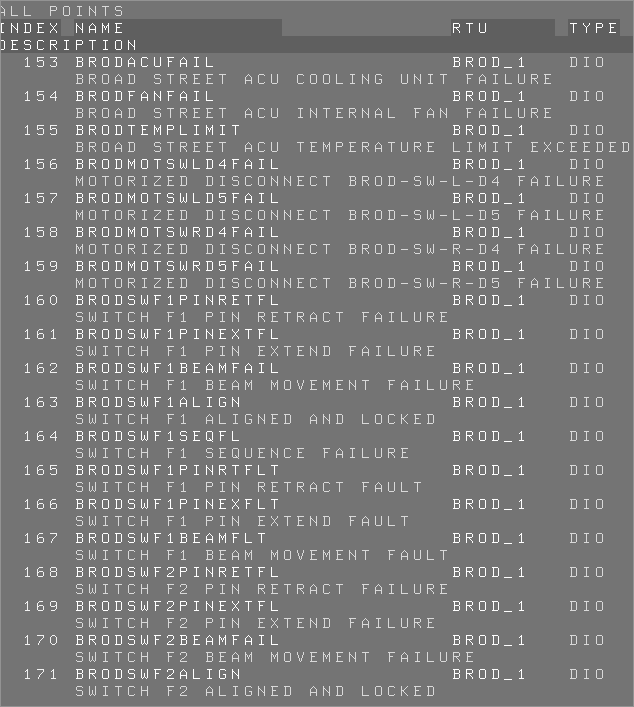 ALL POINTS
INDEX NAME RTU TYPE
DESCRIPTION
153 BRODACUFAIL BROD_1 DIO
BROAD STREET ACU COOLING UNIT FAILURE
154 BRODFANFAIL BROD_1 DIO
BROAD STREET ACU INTERNAL FAN FAILURE
155 BRODTEMPLIMIT BROD_1 DIO
BROAD STREET ACU TEMPERATURE LIMIT EXCEEDED
156 BRODMOTSWLD4FAIL BROD_1 DIO
MOTORIZED DISCONNECT BROD-SW-L-D4 FAILURE
157 BRODMOTSWLD5FAIL BROD_1 DIO
MOTORIZED DISCONNECT BROD-SW-L-D5 FAILURE
158 BRODMOTSWRD4FAIL BROD_1 DIO
MOTORIZED DISCONNECT BROD-SW-R-D4 FAILURE
159 BRODMOTSWRD5FAIL BROD_1 DIO
MOTORIZED DISCONNECT BROD-SW-R-D5 FAILURE
160 BRODSWF1PINRETFL BROD_1 DIO
SWITCH F1 PIN RETRACT FAILURE
161 BRODSWF1PINEXTFL BROD_1 DIO
SWITCH F1 PIN EXTEND FAILURE
162 BRODSWF1BEAMFAIL BROD_1 DIO
SWITCH F1 BEAM MOVEMENT FAILURE
163 BRODSWF1ALIGN BROD_1 DIO
SWITCH F1 ALIGNED AND LOCKED
164 BRODSWF1SEQFL BROD_1 DIO
SWITCH F1 SEQUENCE FAILURE
165 BRODSWF1PINRTFLT BROD_1 DIO
SWITCH F1 PIN RETRACT FAULT
166 BRODSWF1PINEXFLT BROD_1 DIO
SWITCH F1 PIN EXTEND FAULT
167 BRODSWF1BEAMFLT BROD_1 DIO
SWITCH F1 BEAM MOVEMENT FAULT
168 BRODSWF2PINRETFL BROD_1 DIO
SWITCH F2 PIN RETRACT FAILURE
169 BRODSWF2PINEXTFL BROD_1 DIO
SWITCH F2 PIN EXTEND FAILURE
170 BRODSWF2BEAMFAIL BROD_1 DIO
SWITCH F2 BEAM MOVEMENT FAILURE
171 BRODSWF2ALIGN BROD_1 DIO
SWITCH F2 ALIGNED AND LOCKED